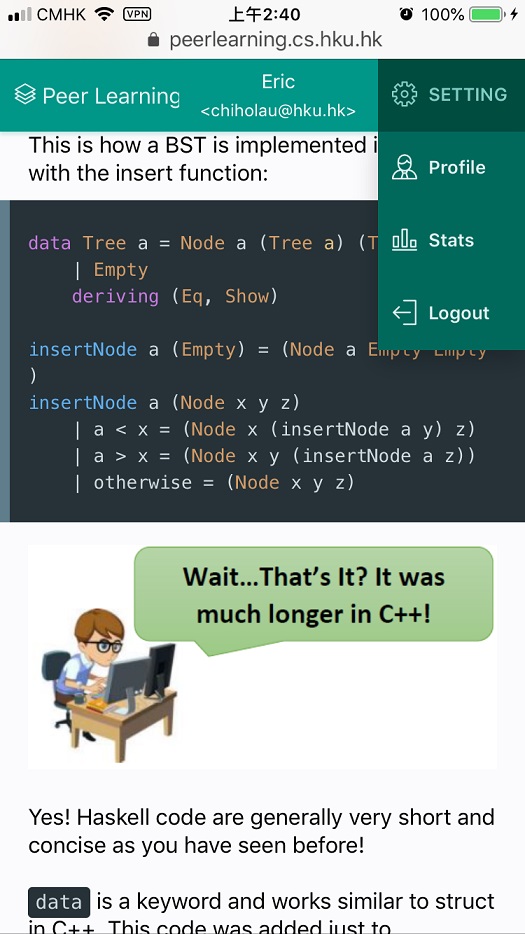 CMHK VPN 上午2:40 100%
peerlearning.cs.hku.hk
Peer Learning
Eric
<chiholau@hku.hk>
SETTING
Profile
Stats
Logout
This is how a BST is implemented i
with the insert function:
data Tree a = Node a (Tree a) (T
| Empty
deriving (Eq, Show)
insertNode a (Empty) = (Node a Empty Empty
)
insertNode a (Node x y z)
| a < x = (Node x (insertNode a y) z)
| a > x = (Node x y (insertNode a z))
| otherwise = (Node x y z)
Wait...That's It? It was
much longer in C++!
Yes! Haskell code are generally very short and
concise as you have seen before!
data is a keyword and works similar to struct
in C++. This code was added just to